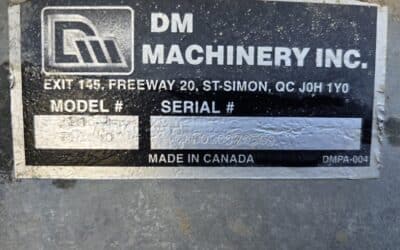 DM
MACHINERY INC.
EXIT 145, FREEWAY 20, ST-SIMON, QC J0H 1Y0
MODEL # SERIAL #
MADE IN CANADA DMPA-004